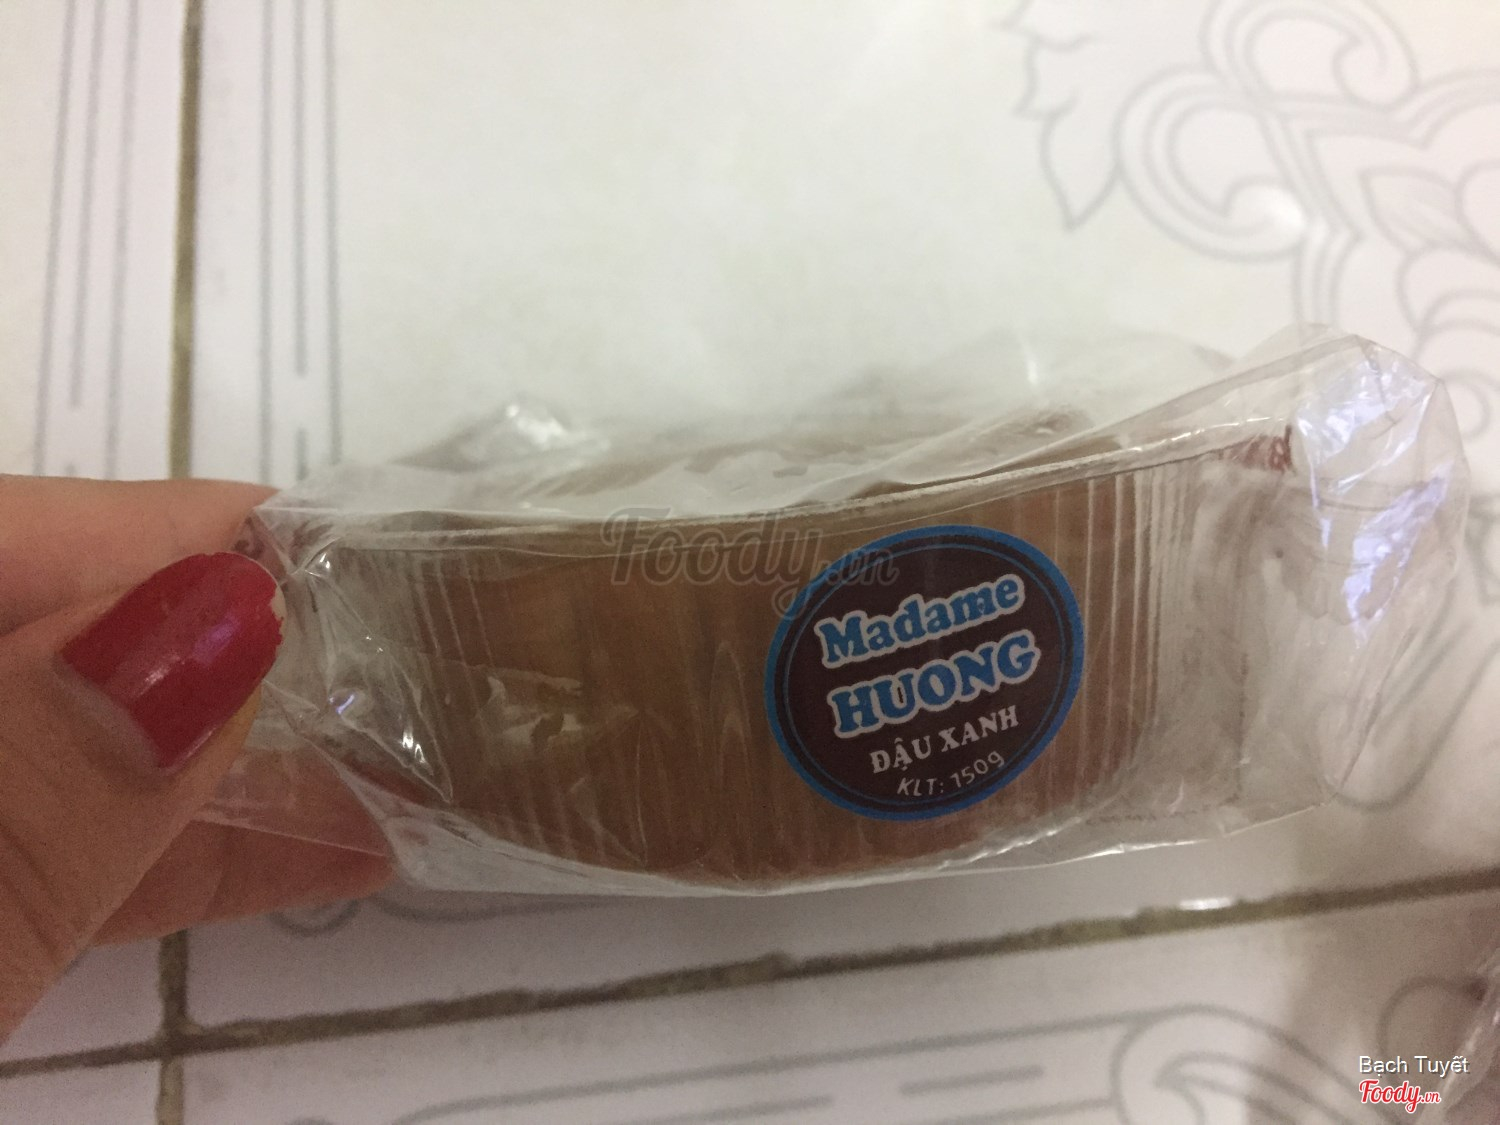 Foody.vn
Madame
HUONG
ĐẬU XANH
KLT: 150g
Bạch Tuyết
Foody.vn